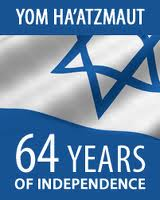 YOM HA'ATZMAUT
64 YEARS
OF INDEPENDENCE